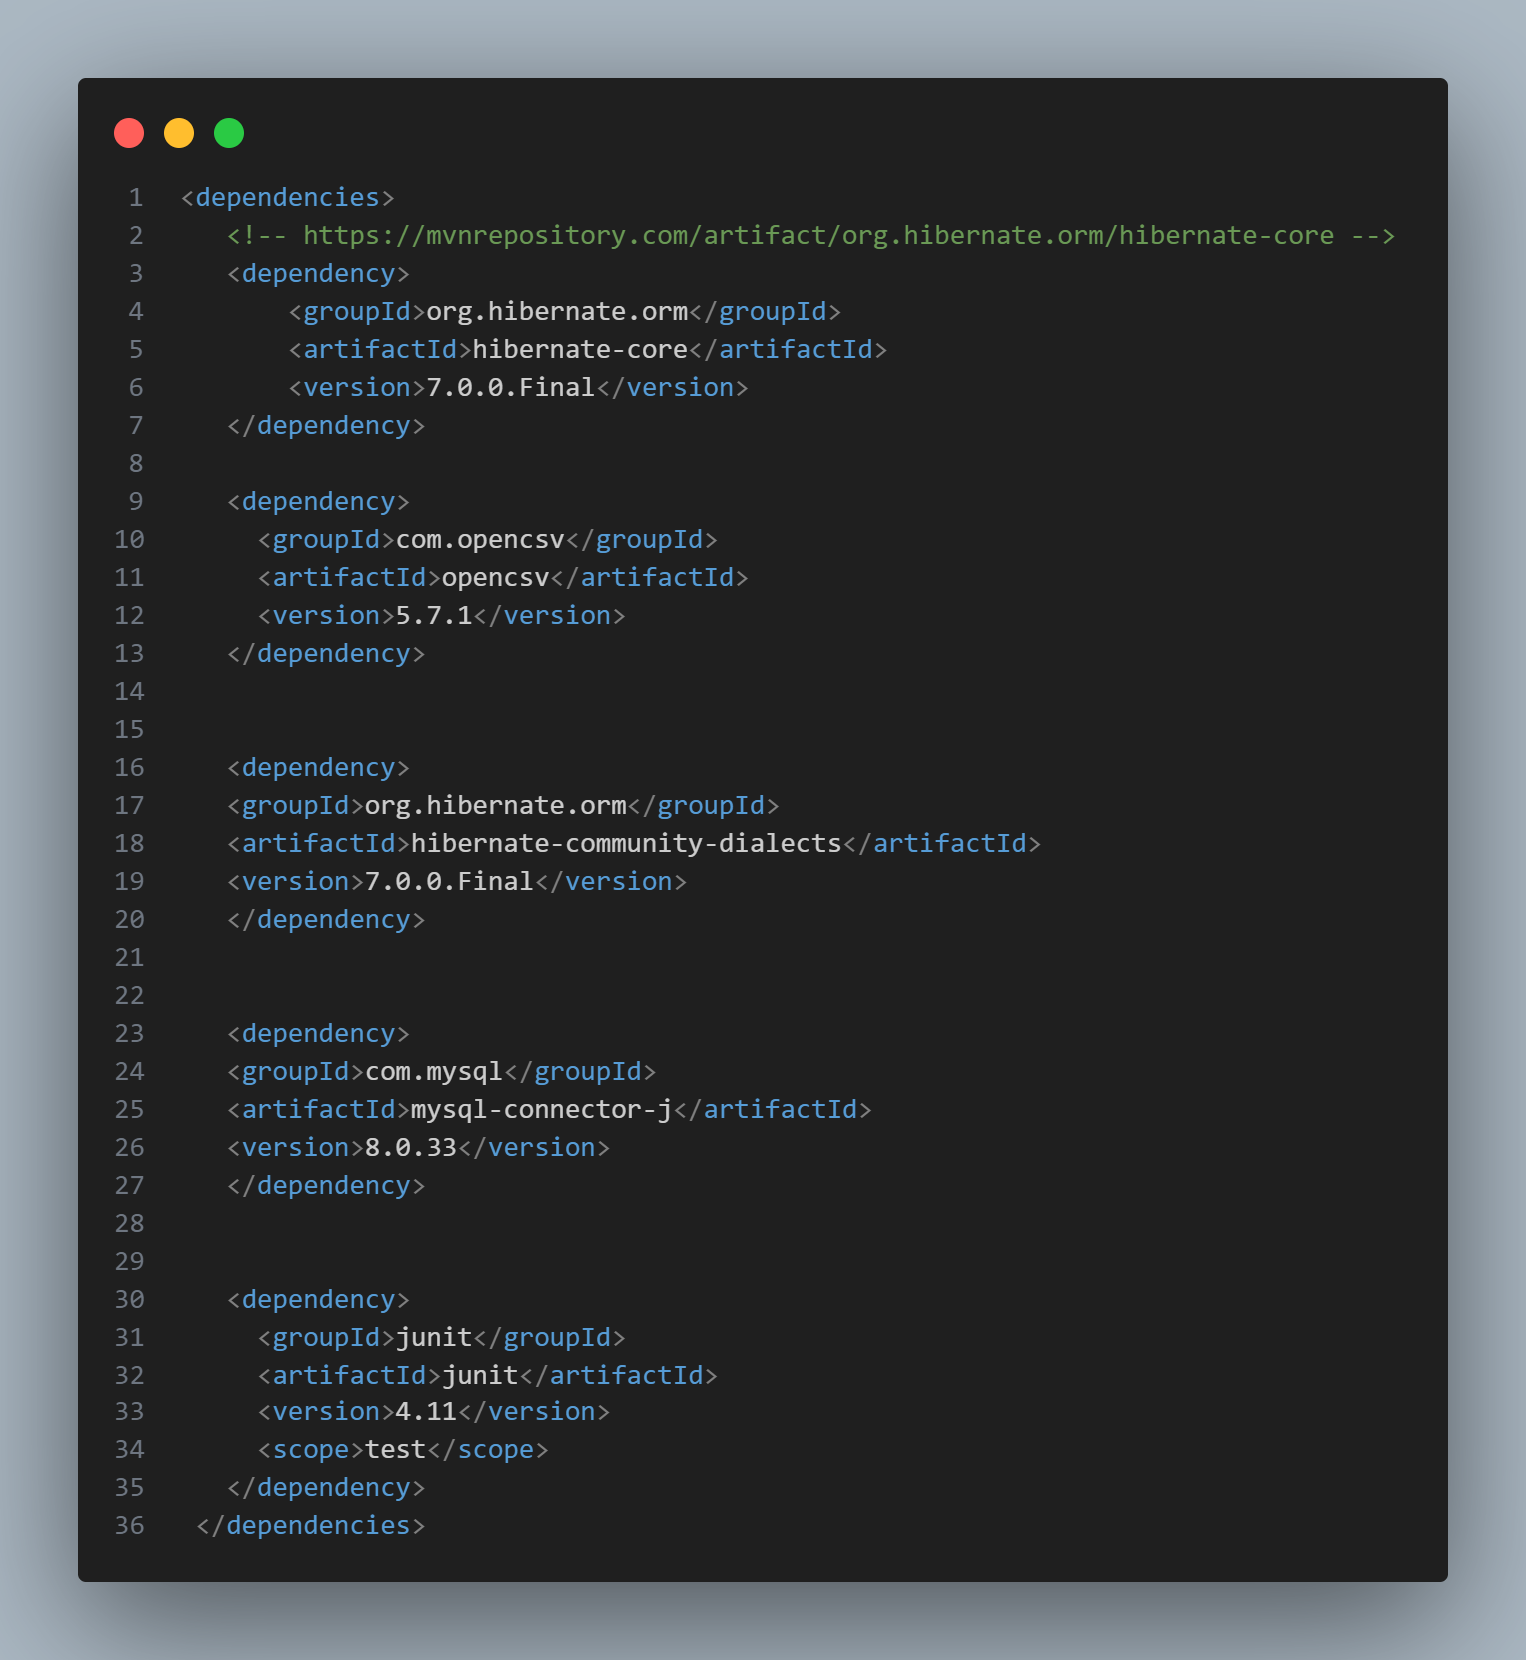 1 <dependencies>
2 <!-- https://mvnrepository.com/artifact/org.hibernate.orm/hibernate-core -->
3 <dependency>
4 <groupId>org.hibernate.orm</groupId>
5 <artifactId>hibernate-core</artifactId>
6 <version>7.0.0.Final</version>
7 </dependency>
8
9 <dependency>
10 <groupId>com.opencsv</groupId>
11 <artifactId>opencsv</artifactId>
12 <version>5.7.1</version>
13 </dependency>
14
15
16 <dependency>
17 <groupId>org.hibernate.orm</groupId>
18 <artifactId>hibernate-community-dialects</artifactId>
19 <version>7.0.0.Final</version>
20 </dependency>
21
22
23 <dependency>
24 <groupId>com.mysql</groupId>
25 <artifactId>mysql-connector-j</artifactId>
26 <version>8.0.33</version>
27 </dependency>
28
29
30 <dependency>
31 <groupId>junit</groupId>
32 <artifactId>junit</artifactId>
33 <version>4.11</version>
34 <scope>test</scope>
35 </dependency>
36 </dependencies>